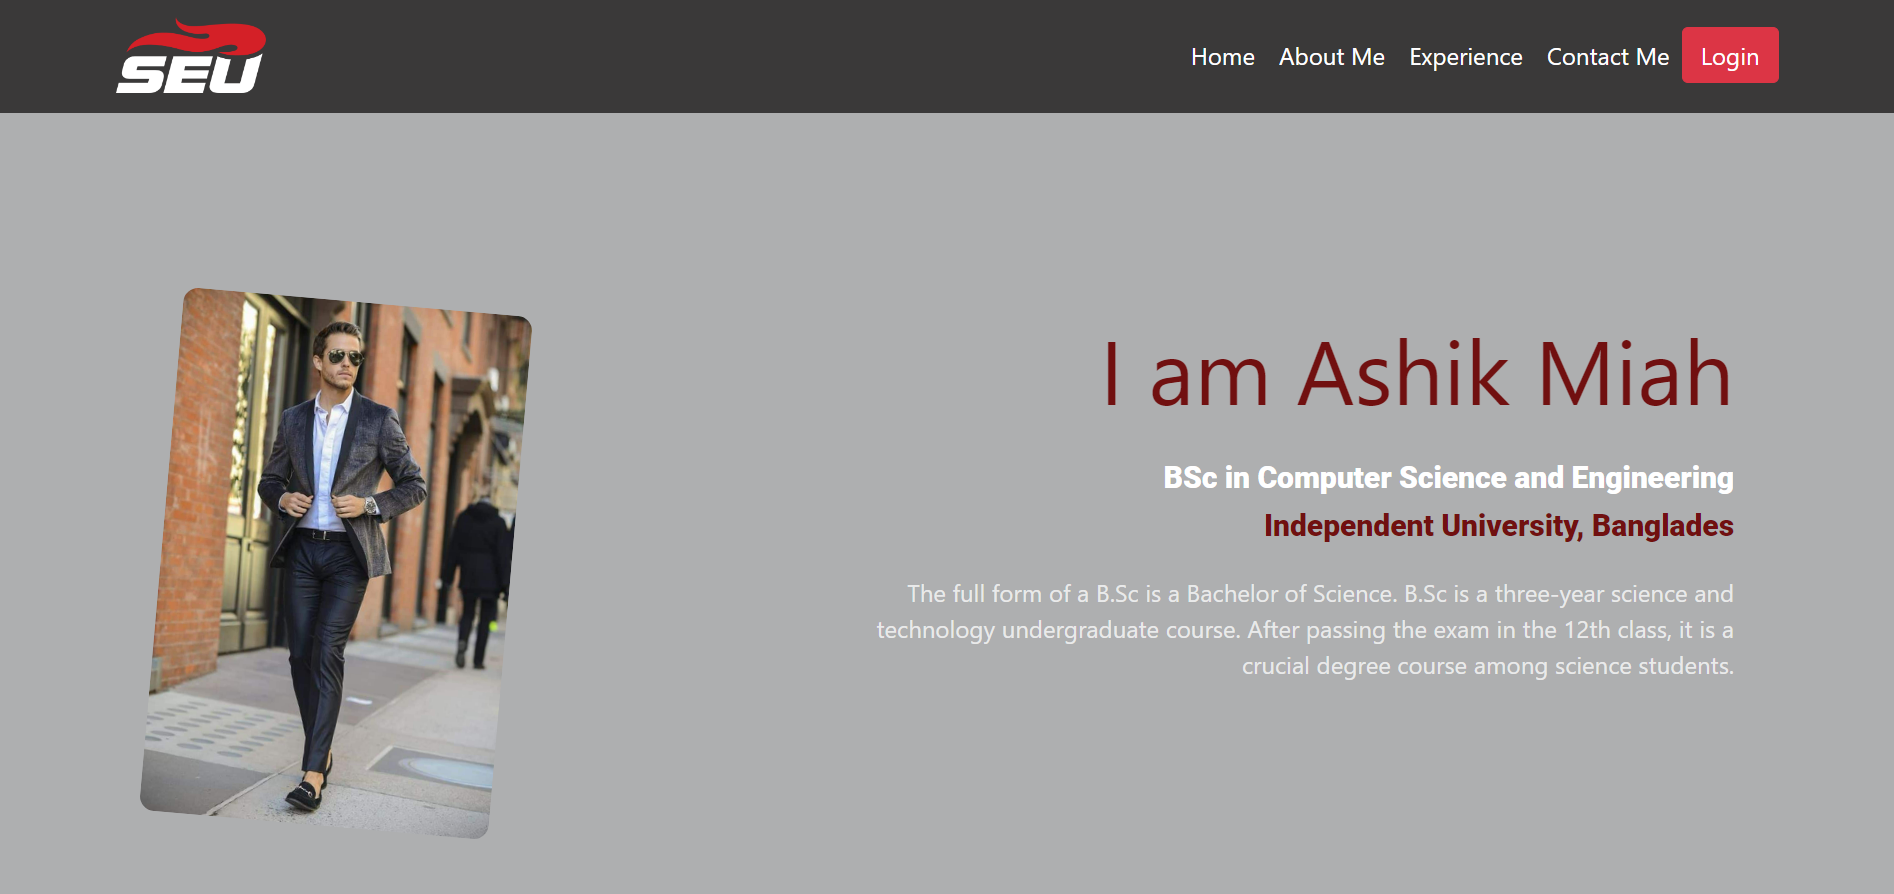 SEU
Home
About Me
Experience
Contact Me
Login
I am Ashik Miah
BSc in Computer Science and Engineering
Independent University, Banglades
The full form of a B.Sc is a Bachelor of Science. B.Sc is a three-year science and
technology undergraduate course. After passing the exam in the 12th class, it is a
crucial degree course among science students.